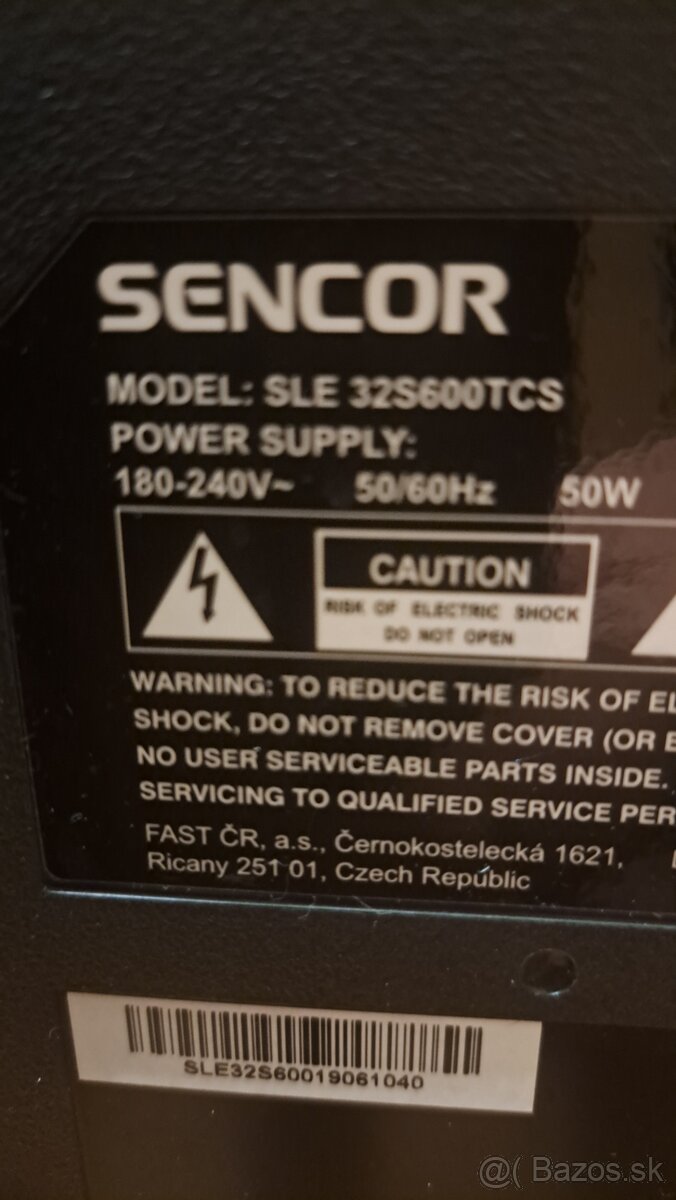 SENCOR
MODEL: SLE 32S600TCS
POWER SUPPLY:
180-240V~ 50/60Hz 50W
CAUTION
RISK OF ELECTRIC SHOCK
DO NOT OPEN
WARNING: TO REDUCE THE RISK OF EL
SHOCK, DO NOT REMOVE COVER (OR B
NO USER SERVICEABLE PARTS INSIDE.
SERVICING TO QUALIFIED SERVICE PER
FAST ČR, a.s., Černokostelecká 1621,
Ricany 251 01, Czech Republic
SLE32S60019061040
@( Bazos.sk